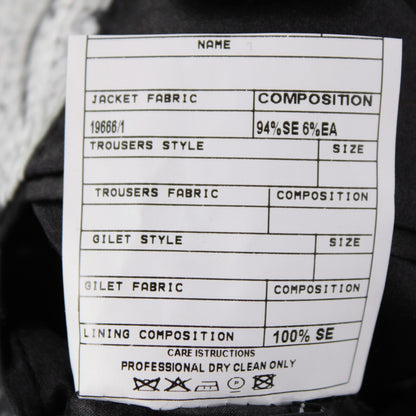 NAME
JACKET FABRIC COMPOSITION
19666/1 94%SE 6%EA
TROUSERS STYLE SIZE
TROUSERS FABRIC COMPOSITION
GILET STYLE SIZE
GILET FABRIC COMPOSITION
LINING COMPOSITION 100% SE
CARE ISTRUCTIONS
PROFESSIONAL DRY CLEAN ONLY
P